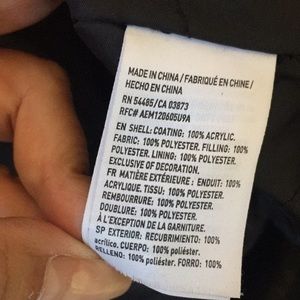 MADE IN CHINA / FABRIQUÉ EN CHINE /
HECHO EN CHINA
RN 54485/CA 03873
RFC# AEM120605U9A
EN SHELL: COATING: 100% ACRYLIC.
FABRIC: 100% POLYESTER. FILLING: 100%
POLYESTER. LINING: 100% POLYESTER.
EXCLUSIVE OF DECORATION.
FR MATIÈRE EXTÉRIEURE : ENDUIT: 100%
ACRYLIQUE. TISSU: 100% POLYESTER.
REMBOURRURE: 100% POLYESTER.
DOUBLURE: 100% POLYESTER.
À L'EXCEPTION DE LA GARNITURE.
SP EXTERIOR: RECUBRIMIENTO: 100%
acrílico. CUERPO: 100% poliéster.
RELLENO: 100% poliéster. FORRO: 100%